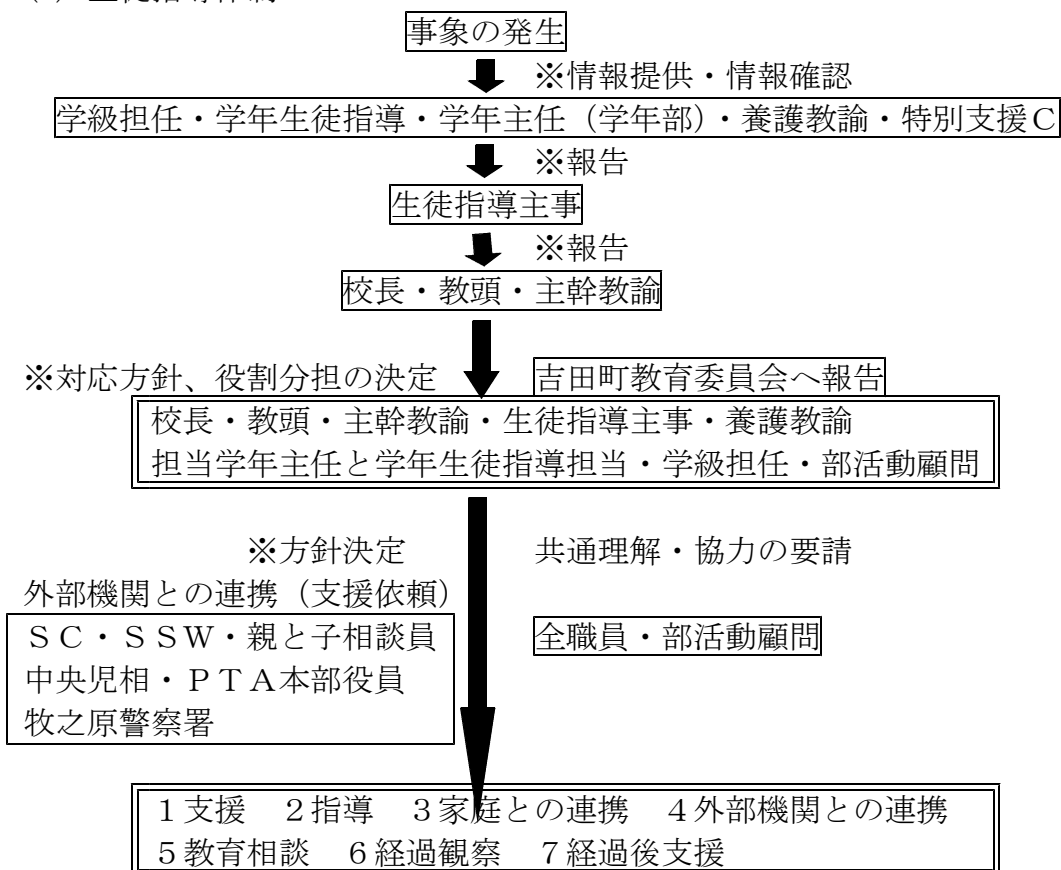 事象の発生
※情報提供・情報確認
学級担任・学年生徒指導・学年主任（学年部）・養護教諭・特別支援Ｃ
※報告
生徒指導主事
※報告
校長・教頭・主幹教諭
※対応方針、役割分担の決定　吉田町教育委員会へ報告
校長・教頭・主幹教諭・生徒指導主事・養護教諭
担当学年主任と学年生徒指導担当・学級担任・部活動顧問
※方針決定　共通理解・協力の要請
外部機関との連携（支援依頼）
ＳＣ・ＳＳＷ・親と子相談員　全職員・部活動顧問
中央児相・ＰＴＡ本部役員
牧之原警察署
１支援　２指導　３家庭との連携　４外部機関との連携
５教育相談　６経過観察　７経過後支援